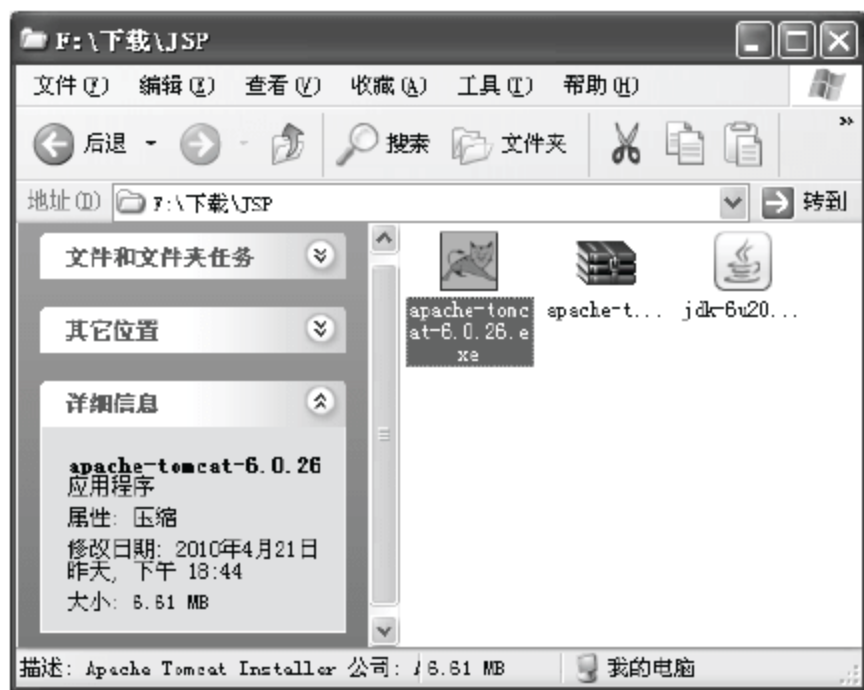 F:\下载\JSP
文件(F) 编辑(E) 查看(V) 收藏(A) 工具(T) 帮助(H)
后退 搜索 文件夹 »
地址(D) F:\下载\JSP 转到
文件和文件夹任务
其它位置
详细信息
apache-tomcat-6.0.26
应用程序
属性: 压缩
修改日期: 2010年4月21日
昨天, 下午 18:44
大小: 6.61 MB
apache-tomc
at-6.0.26.e
xe
apache-t...
jdk-6u20...
描述: Apache Tomcat Installer 公司: 6.61 MB 我的电脑